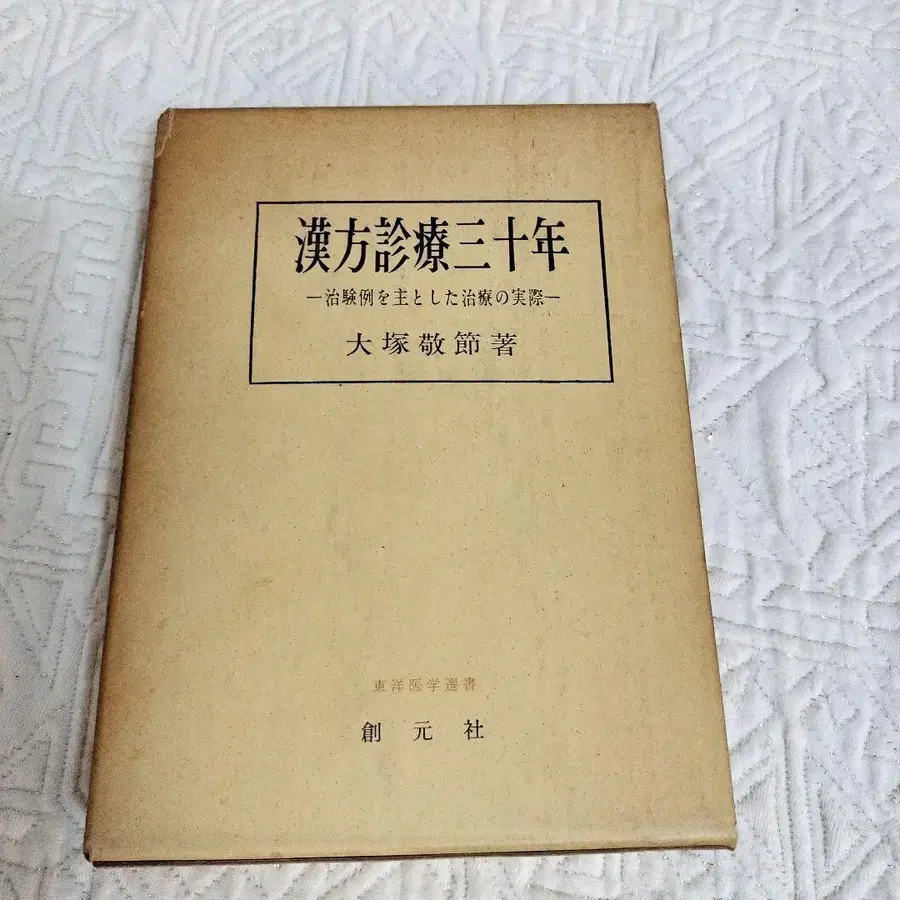 漢方診療三十年
―治験例を主とした治療の実際―
大塚敬節著
東洋医学選書
創元社